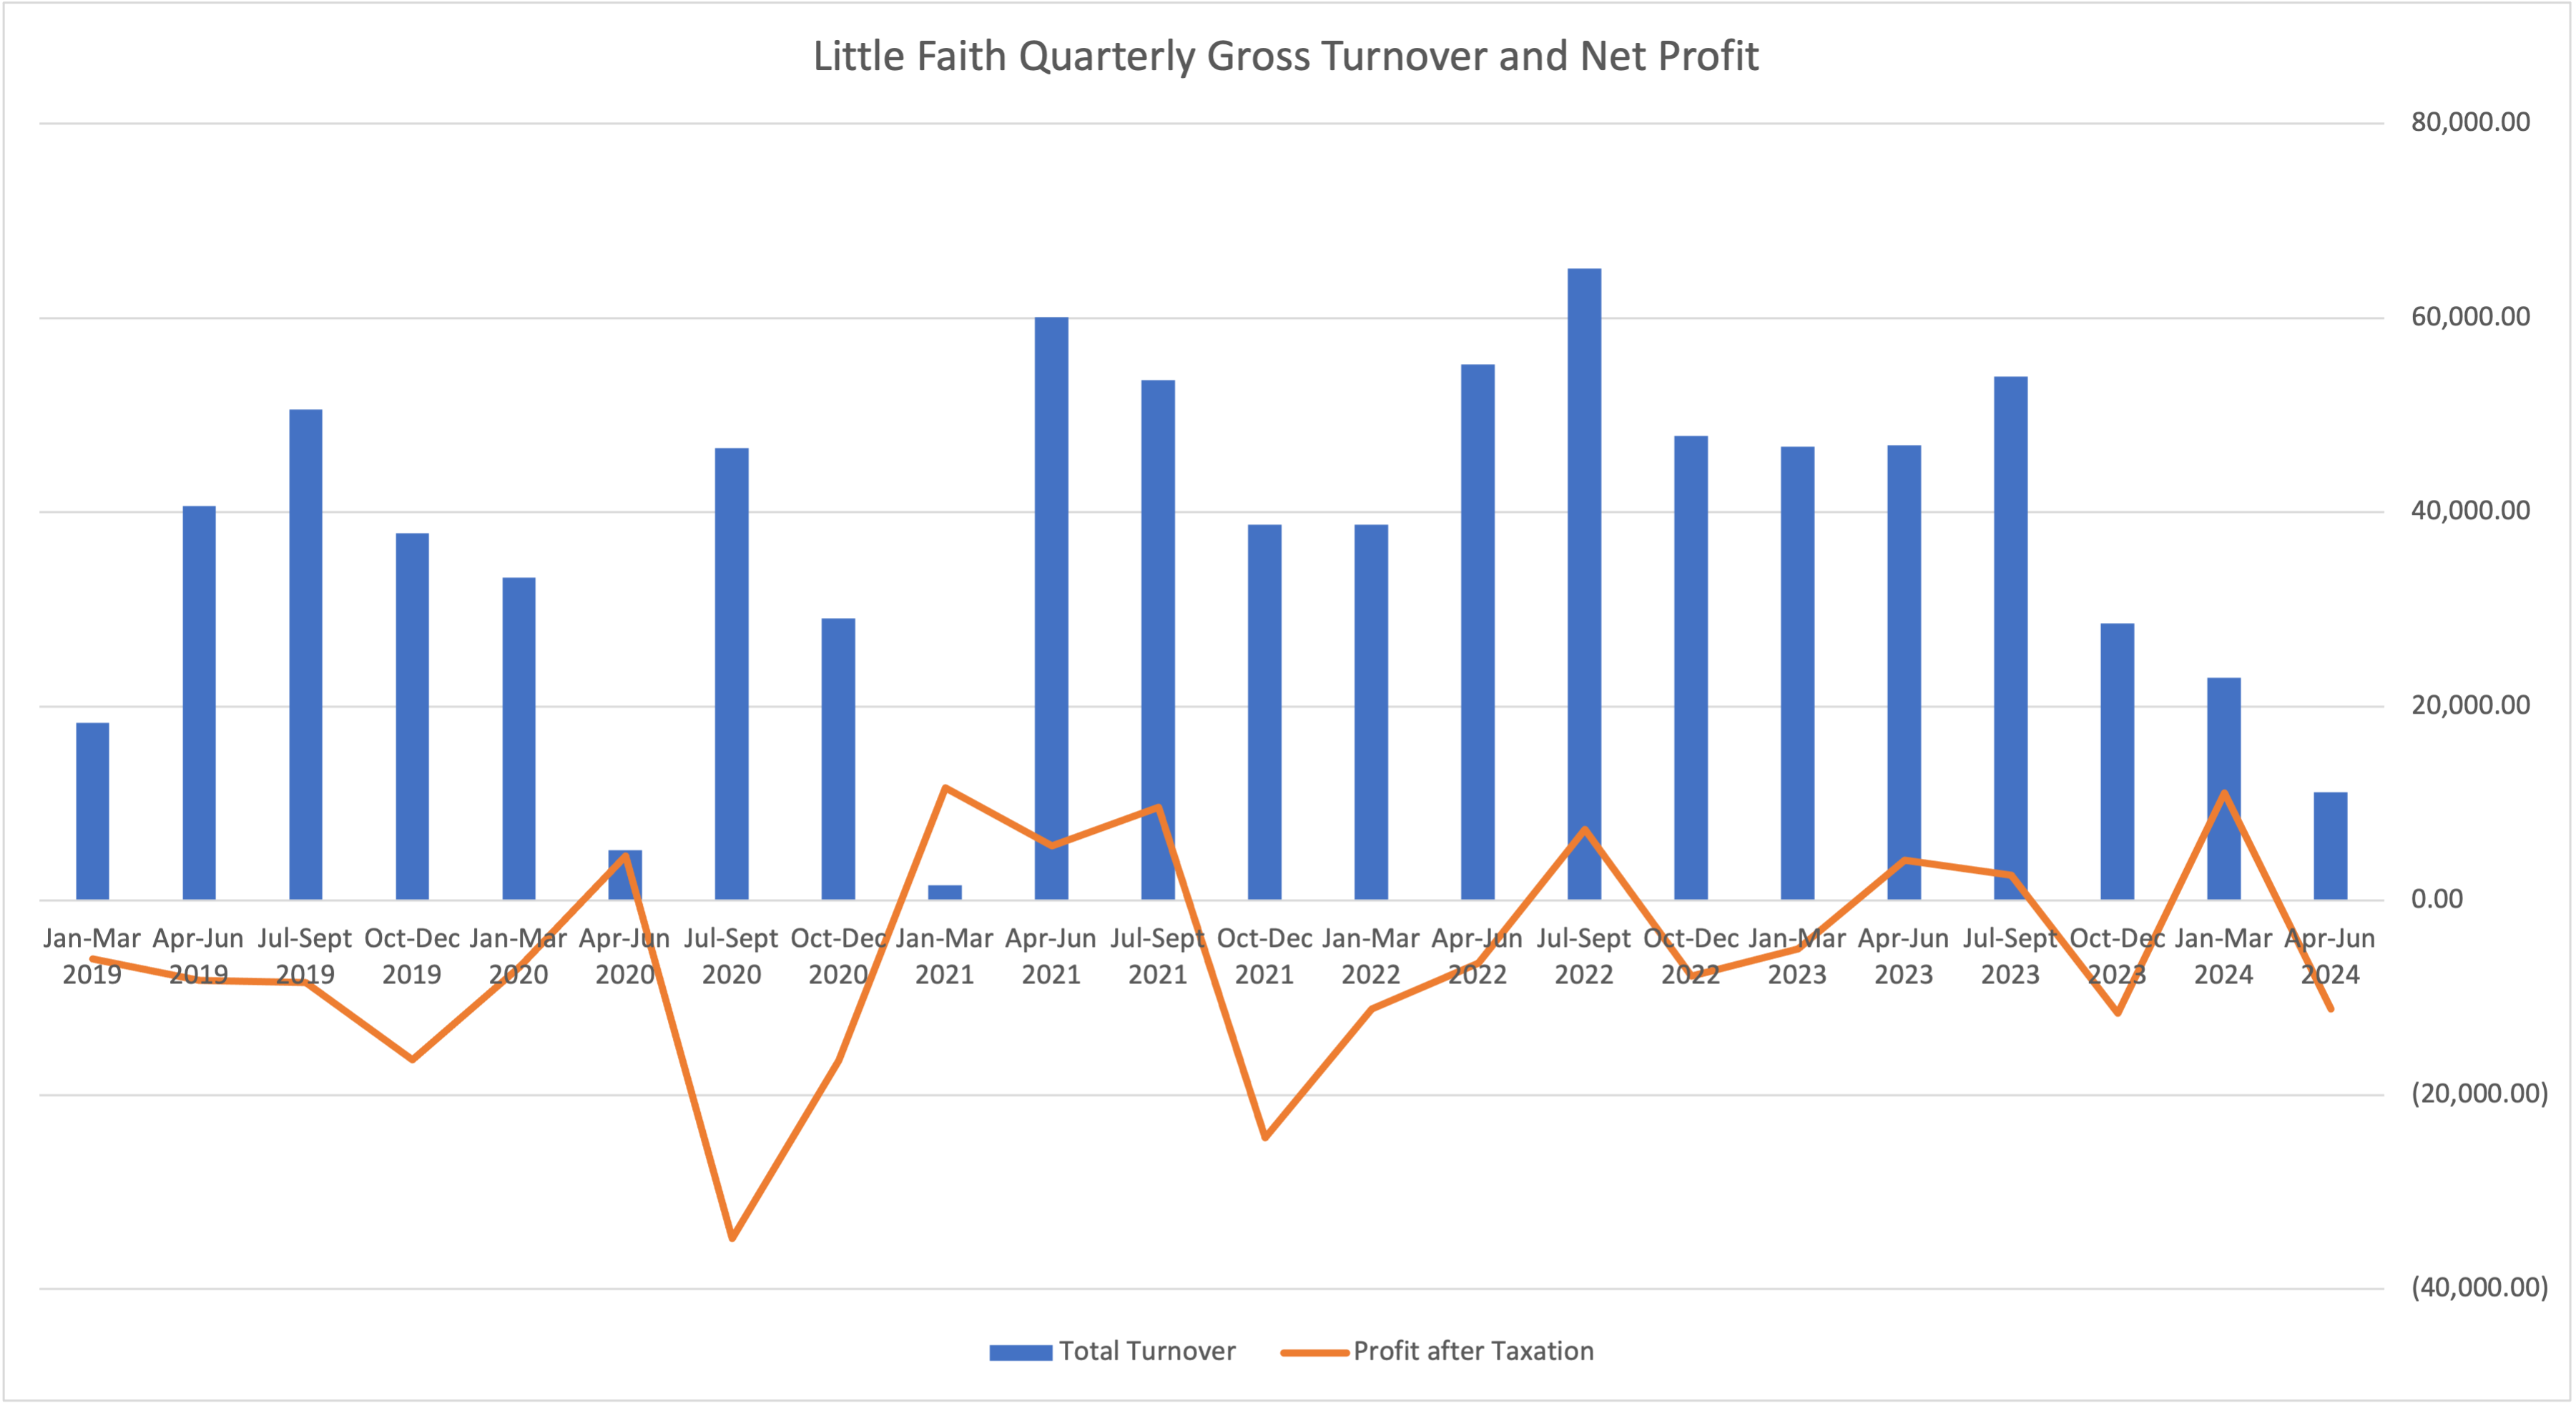 Little Faith Quarterly Gross Turnover and Net Profit
80,000.00
60,000.00
40,000.00
20,000.00
0.00
Jan-Mar Apr-Jun Jul-Sept Oct-Dec Jan-Mar Apr-Jun Jul-Sept Oct-Dec Jan-Mar Apr-Jun Jul-Sept Oct-Dec Jan-Mar Apr-Jun Jul-Sept Oct-Dec Jan-Mar Apr-Jun Jul-Sept Oct-Dec Jan-Mar Apr-Jun
2019 2019 2019 2019 2020 2020 2020 2020 2021 2021 2021 2021 2022 2022 2022 2022 2023 2023 2023 2023 2024 2024
(20,000.00)
(40,000.00)
Total Turnover Profit after Taxation